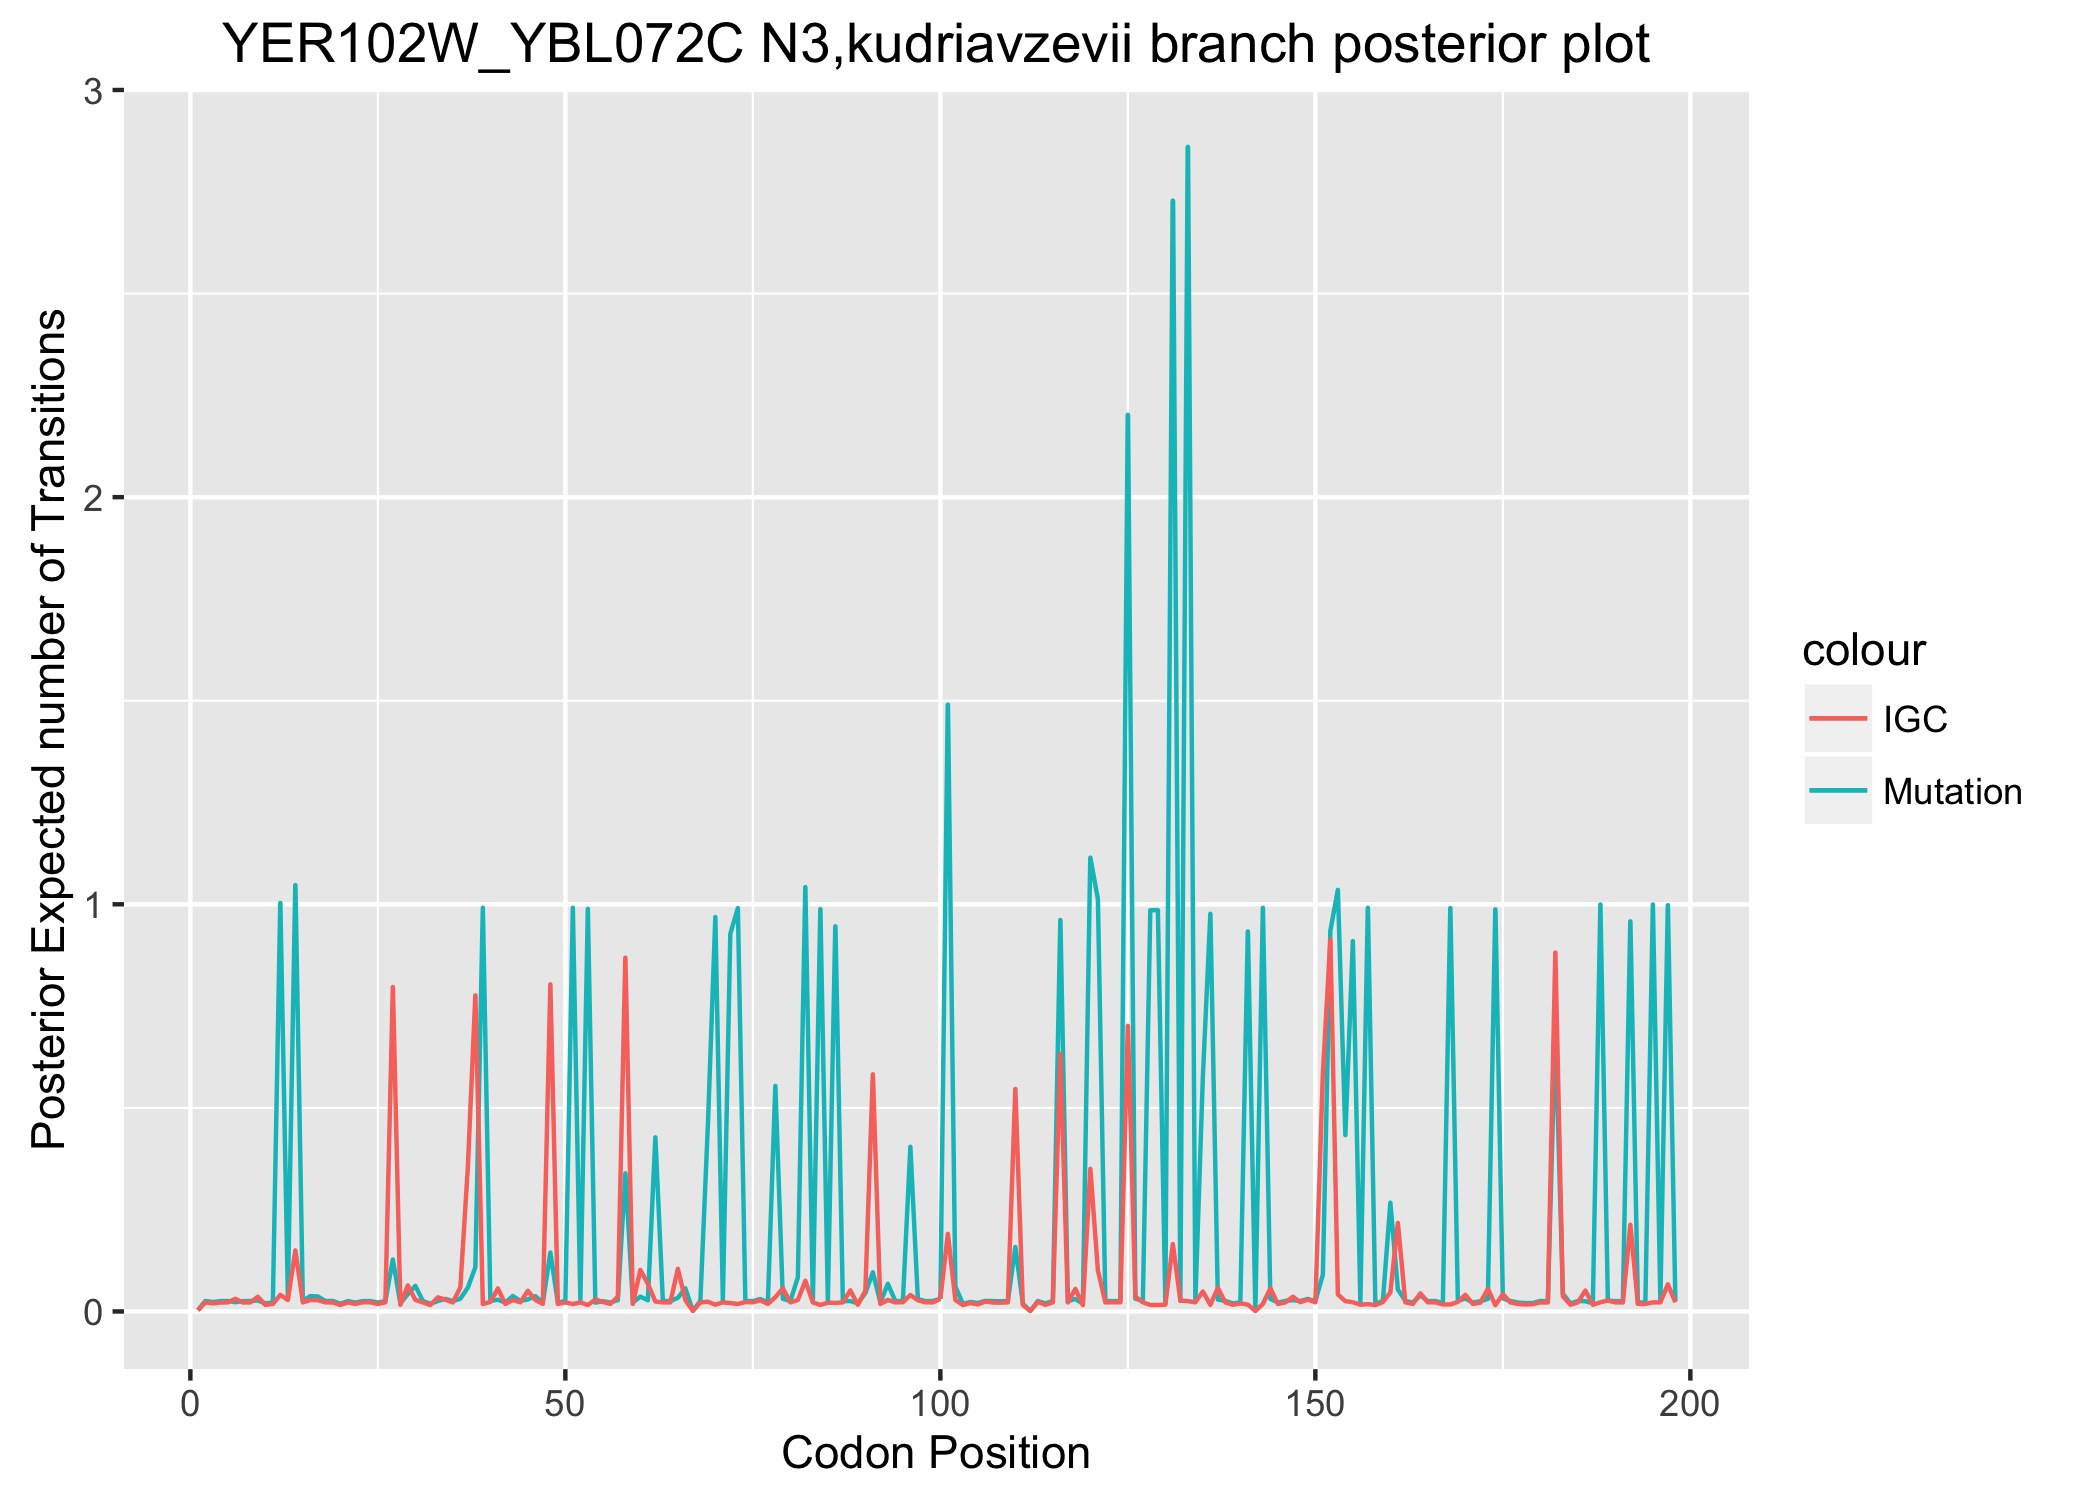 YER102W_YBL072C N3,kudriavzevii branch posterior plot
3
2
1
0
Posterior Expected number of Transitions
0 50 100 150 200
Codon Position
colour
IGC
Mutation